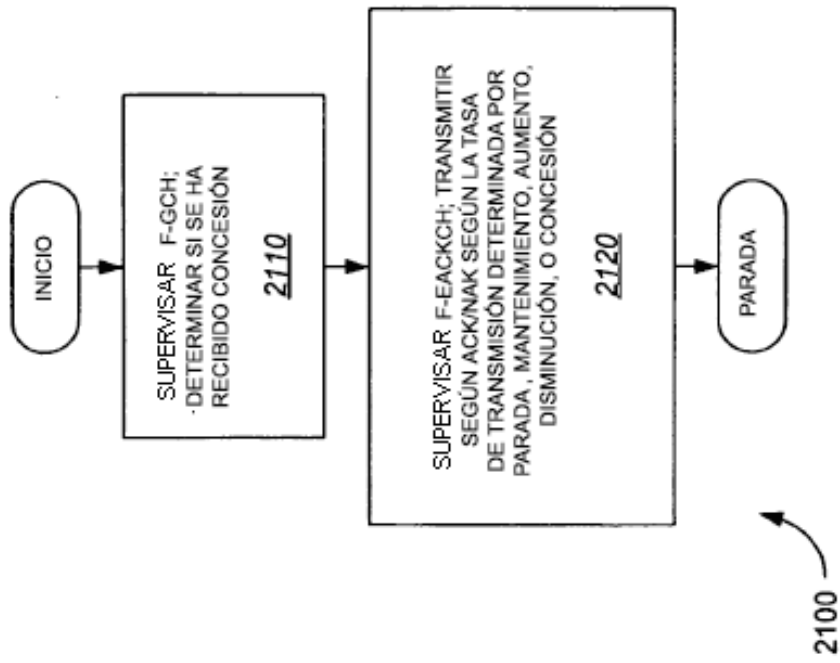 INICIO
SUPERVISAR F-GCH;
DETERMINAR SI SE HA
RECIBIDO CONCESIÓN
2110
SUPERVISAR F-EACKCH; TRANSMITIR
SEGÚN ACK/NAK SEGÚN LA TASA
DE TRANSMISIÓN DETERMINADA POR
PARADA, MANTENIMIENTO, AUMENTO,
DISMINUCIÓN, O CONCESIÓN
2120
PARADA
2100